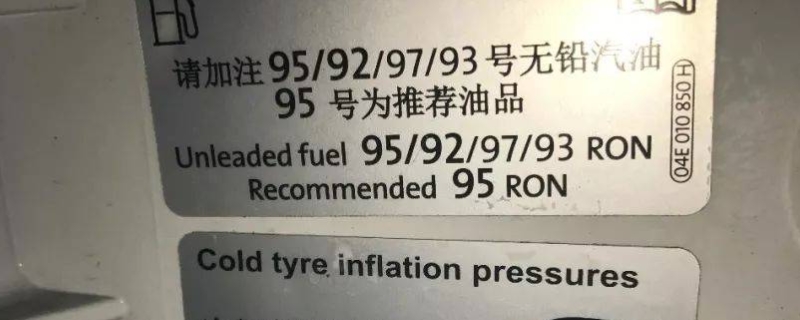 请加注 95/92/97/93 号无铅汽油
95 号为推荐油品
Unleaded fuel 95/92/97/93 RON
Recommended 95 RON
04E 010 850 H
Cold tyre inflation pressures